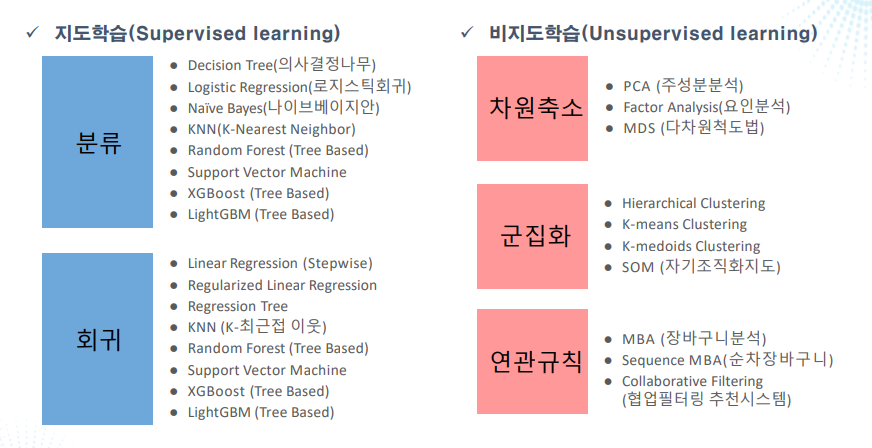 ✓ 지도학습(Supervised learning)
분류
● Decision Tree(의사결정나무)
● Logistic Regression(로지스틱회귀)
● Naïve Bayes(나이브베이지안)
● KNN(K-Nearest Neighbor)
● Random Forest (Tree Based)
● Support Vector Machine
● XGBoost (Tree Based)
● LightGBM (Tree Based)
회귀
● Linear Regression (Stepwise)
● Regularized Linear Regression
● Regression Tree
● KNN (K-최근접 이웃)
● Random Forest (Tree Based)
● Support Vector Machine
● XGBoost (Tree Based)
● LightGBM (Tree Based)
✓ 비지도학습(Unsupervised learning)
차원축소
● PCA (주성분분석)
● Factor Analysis(요인분석)
● MDS (다차원척도법)
군집화
● Hierarchical Clustering
● K-means Clustering
● K-medoids Clustering
● SOM (자기조직화지도)
연관규칙
● MBA (장바구니분석)
● Sequence MBA(순차장바구니)
● Collaborative Filtering
(협업필터링 추천시스템)